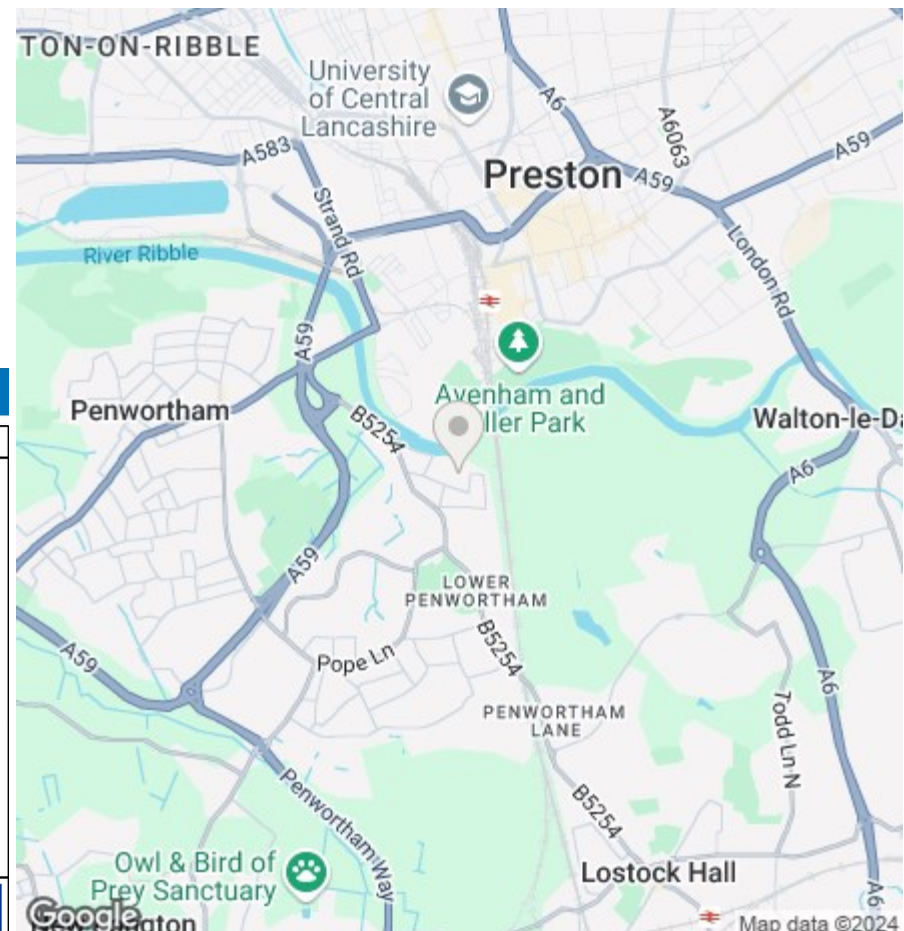 TON-ON-RIBBLE
University
of Central
Lancashire
A6
A6063
A59
A583
Preston
A59
Strand Rd
London Rd
River Ribble
A59
Avenham and
ller Park
Penwortham
B5254
Walton-le-Da
A6
A59
LOWER
PENWORTHAM
B5254
Pope Ln
A59
A6
PENWORTHAM
LANE
Todd Ln N
Penwortham Way
B5254
Owl & Bird of
Prey Sanctuary
Lostock Hall
A6
Google
Map data ©2024